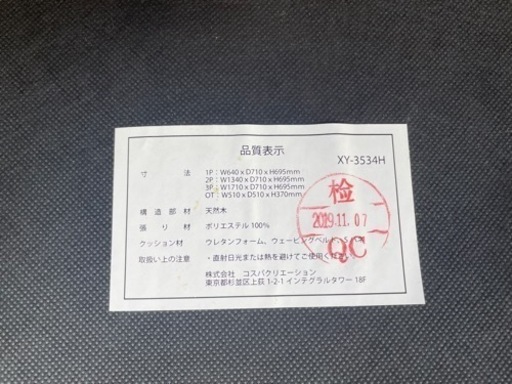 品質表示
XY-3534H
寸 法 1P:W640 x D710 x H695mm
2P:W1340 x D710 x H695mm
3P:W1710 x D710 x H695mm
OT:W510 x D510 x H370mm
構 造 部 材 天然木
張 り 材 ポリエステル 100%
クッション材 ウレタンフォーム、ウェービングベルト、Sバネ
取扱い上の注意 ・直射日光または熱を避けてご使用ください。
株式会社 コスパクリエーション
東京都杉並区上荻 1-2-1 インテグラルタワー 18F
检
2019.11.07
QC